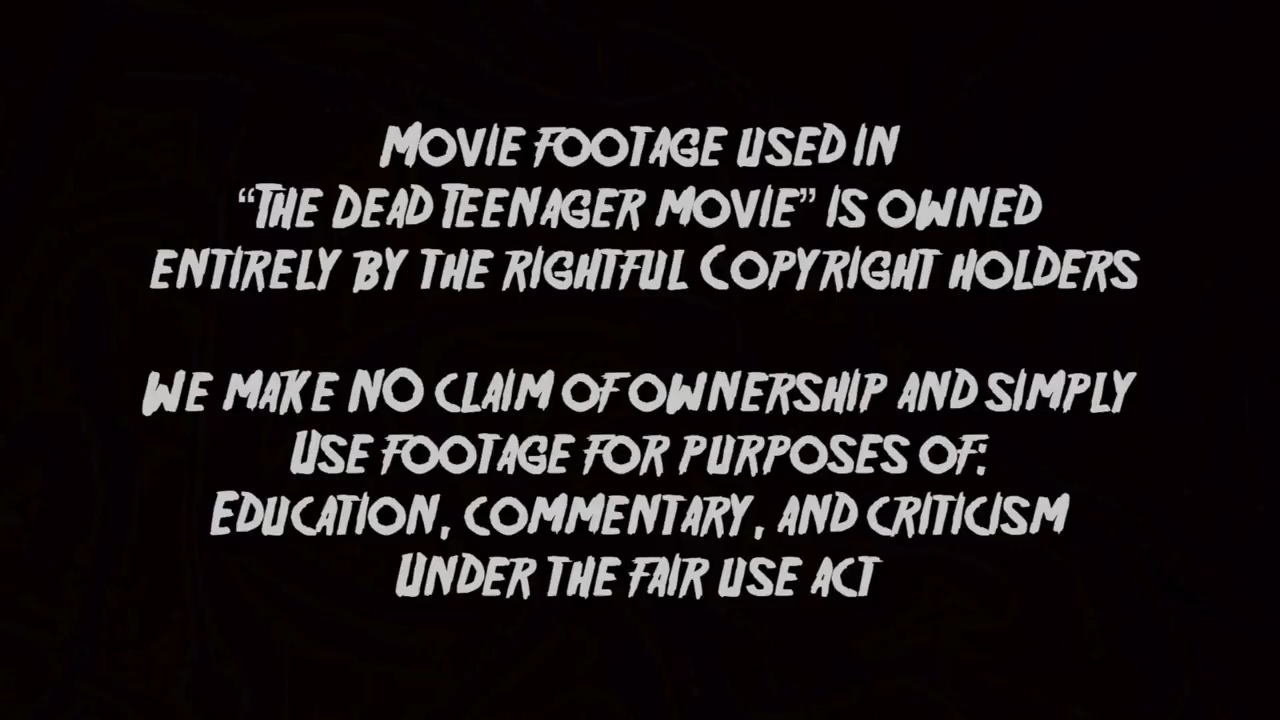 Movie footage used in
“The Dead Teenager Movie” is owned
entirely by the rightful Copyright holders
We make NO claim of ownership and simply
use footage for purposes of:
Education, commentary, and criticism
under the fair use act